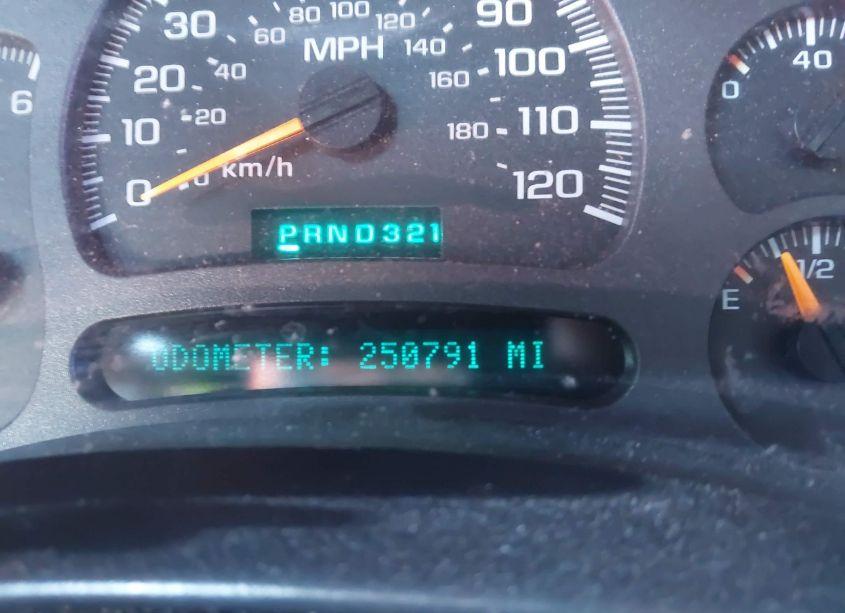 30 60 80 100 120 90
MPH 140 100
20 40 160
6
10 20 180 110
0 0 km/h 120
PRND321
ODOMETER: 250791 MI
0 40
E 1/2